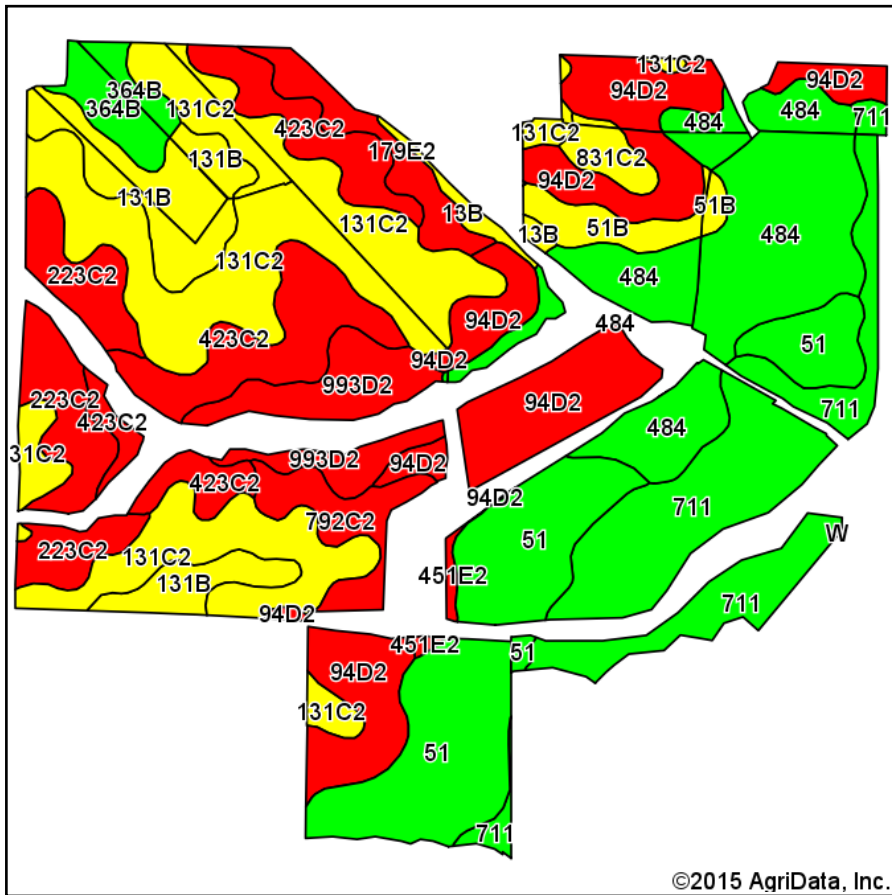 131C2
94D2
94D2
364B
364B
131C2
484
484
711
423C2
131C2
831C2
179E2
131B
94D2
131B
13B
51B
51B
13B
484
131C2
131C2
223C2
484
484
94D2
423C2
51
94D2
993D2
223C2
94D2
711
423C2
484
31C2
993D2
94D2
423C2
94D2
711
792C2
W
51
223C2
131C2
131B
451E2
711
94D2
451E2
51
94D2
131C2
51
711
©2015 AgriData, Inc.